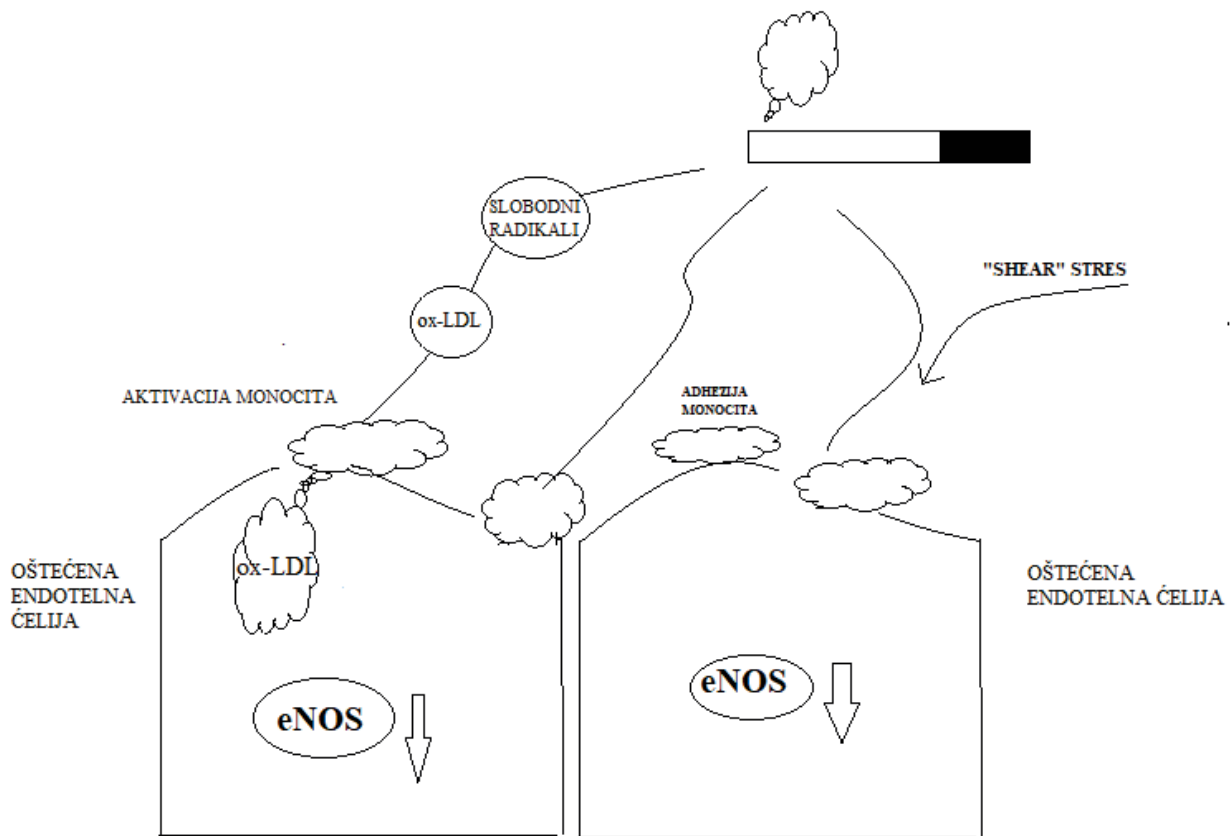 SLOBODNI
RADIKALI
"SHEAR" STRES
ox-LDL
AKTIVACIJA MONOCITA
ADHEZIJA
MONOCITA
OŠTEĆENA
ENDOTELNA
ĆELIJA
ox-LDL
OŠTEĆENA
ENDOTELNA ĆELIJA
eNOS
eNOS